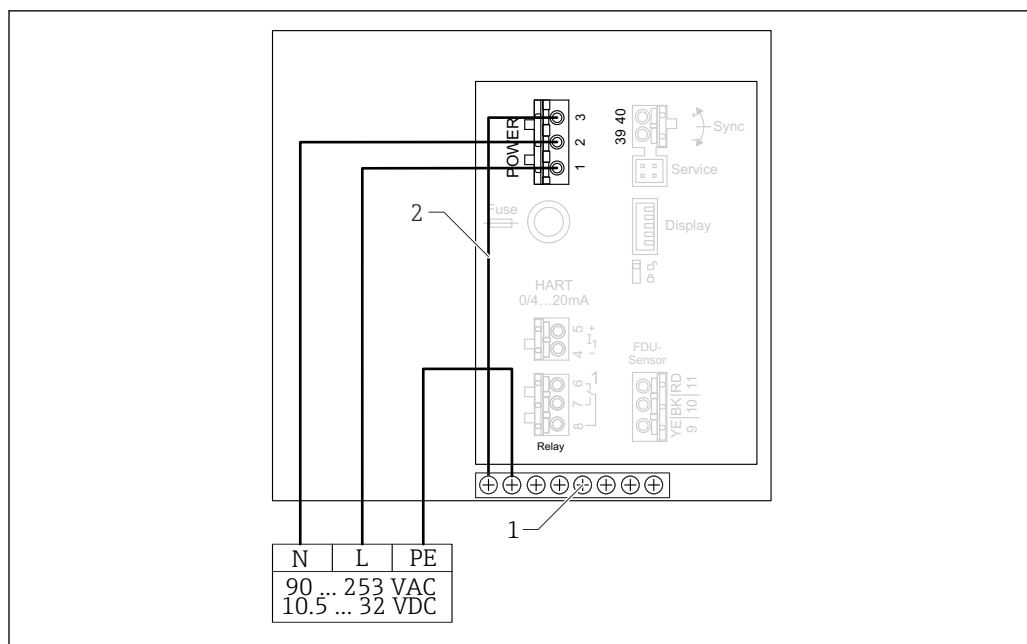 POWER
3
2
1
39 40
+
-
Sync
Service
Fuse
2
Display
HART
0/4...20mA
5 +
I1
4 -
FDU-
Sensor
6
7
8
1
YE|BK|RD
9 |10| 11
Relay
1
N L PE
90 ... 253 VAC
10.5 ... 32 VDC